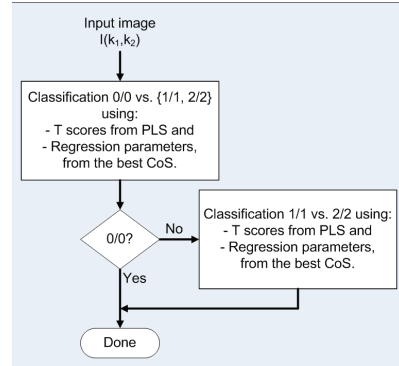 Input image
I(k₁,k₂)
Classification 0/0 vs. {1/1, 2/2}
using:
- T scores from PLS and
- Regression parameters,
from the best CoS.
0/0?
No
Classification 1/1 vs. 2/2 using:
- T scores from PLS and
- Regression parameters,
from the best CoS.
Yes
Done